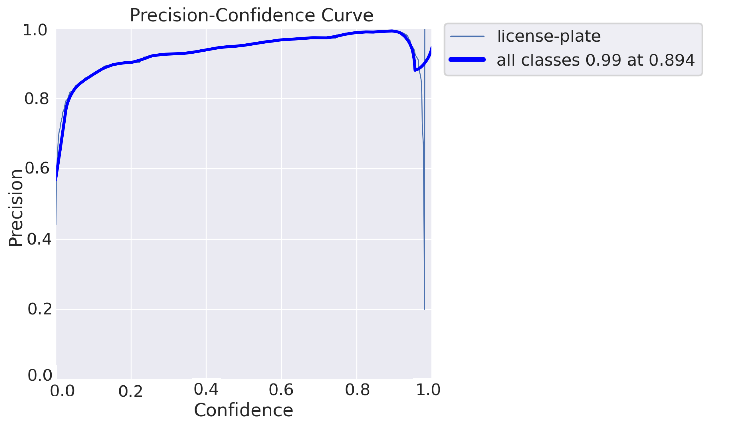 Precision-Confidence Curve
license-plate
all classes 0.99 at 0.894
1.0
0.8
0.6
0.4
0.2
0.0
Precision
0.0 0.2 0.4 0.6 0.8 1.0
Confidence